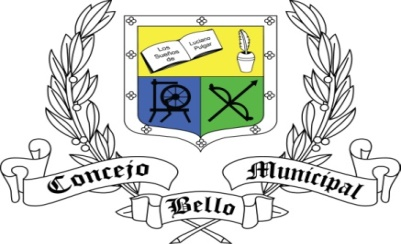 Los
Sueños
de
Luciano
Pulgar
Concejo
Bello
Municipal